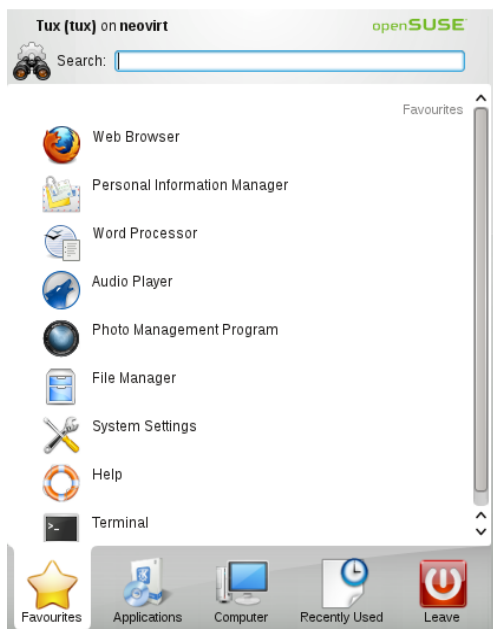 Tux (tux) on neovirt openSUSE
Search:
Favourites
Web Browser
Personal Information Manager
Word Processor
Audio Player
Photo Management Program
File Manager
System Settings
Help
>_
Terminal
Favourites Applications Computer Recently Used Leave